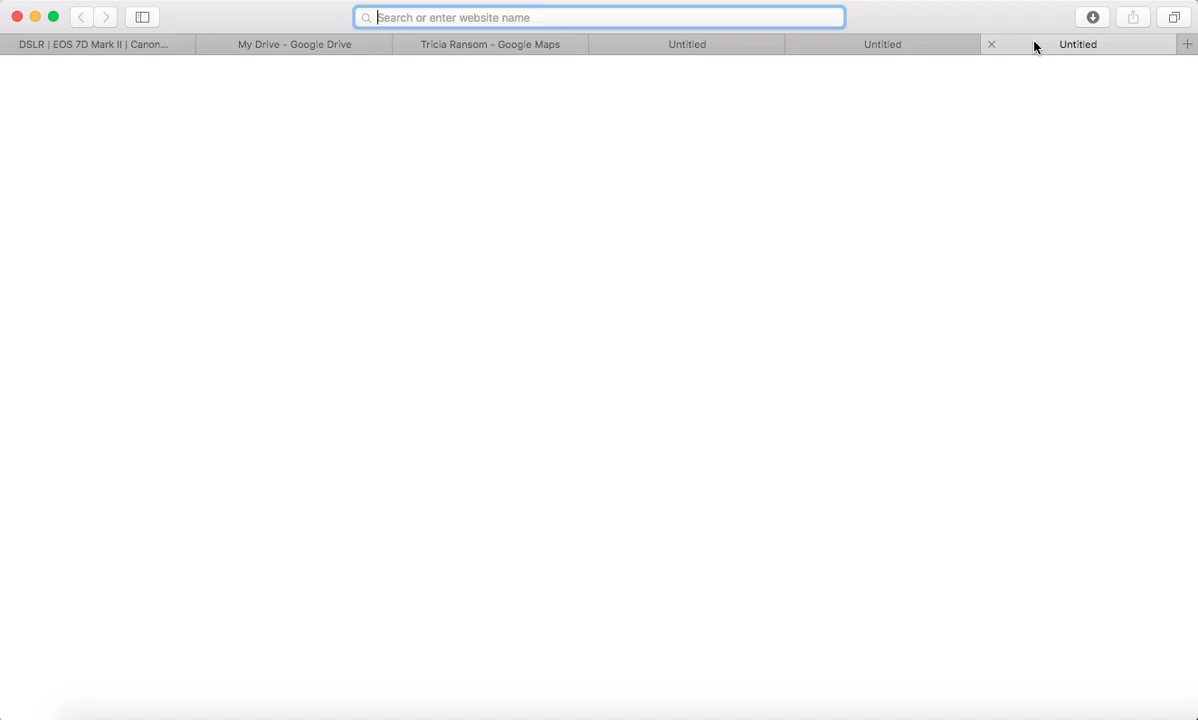 Search or enter website name
DSLR | EOS 7D Mark II | Canon...
My Drive - Google Drive
Tricia Ransom - Google Maps
Untitled
Untitled
Untitled